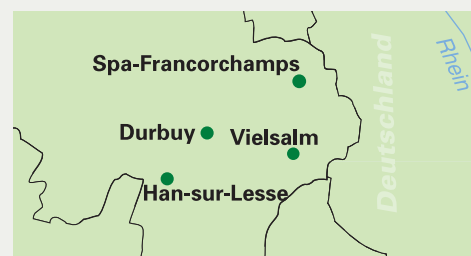 Spa-Francorchamps
Durbuy
Vielsalm
Han-sur-Lesse
Deutschland
Rhein